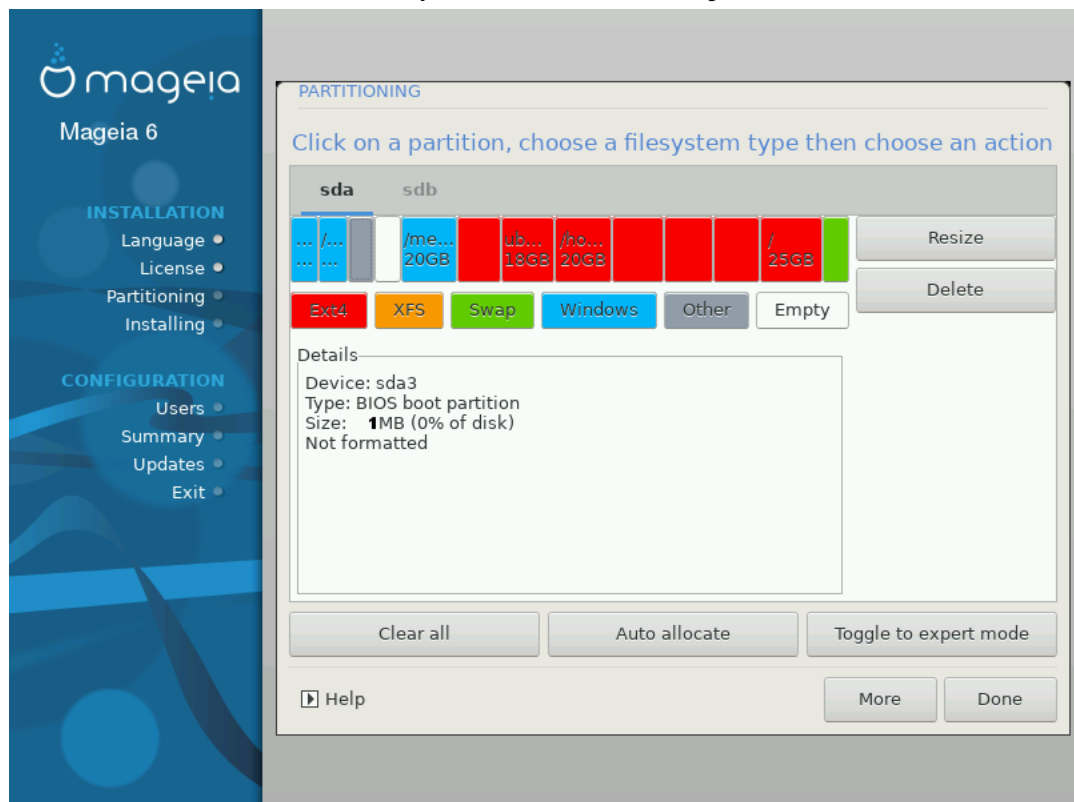 mageia
Mageia 6
INSTALLATION
Language
License
Partitioning
Installing
CONFIGURATION
Users
Summary
Updates
Exit
PARTITIONING
Click on a partition, choose a filesystem type then choose an action
sda sdb
... /... /me... ub... /ho... /
... ... 20GB 18GB 20GB 25GB
Ext4 XFS Swap Windows Other Empty
Resize
Delete
Details
Device: sda3
Type: BIOS boot partition
Size: 1MB (0% of disk)
Not formatted
Clear all Auto allocate Toggle to expert mode
Help More Done